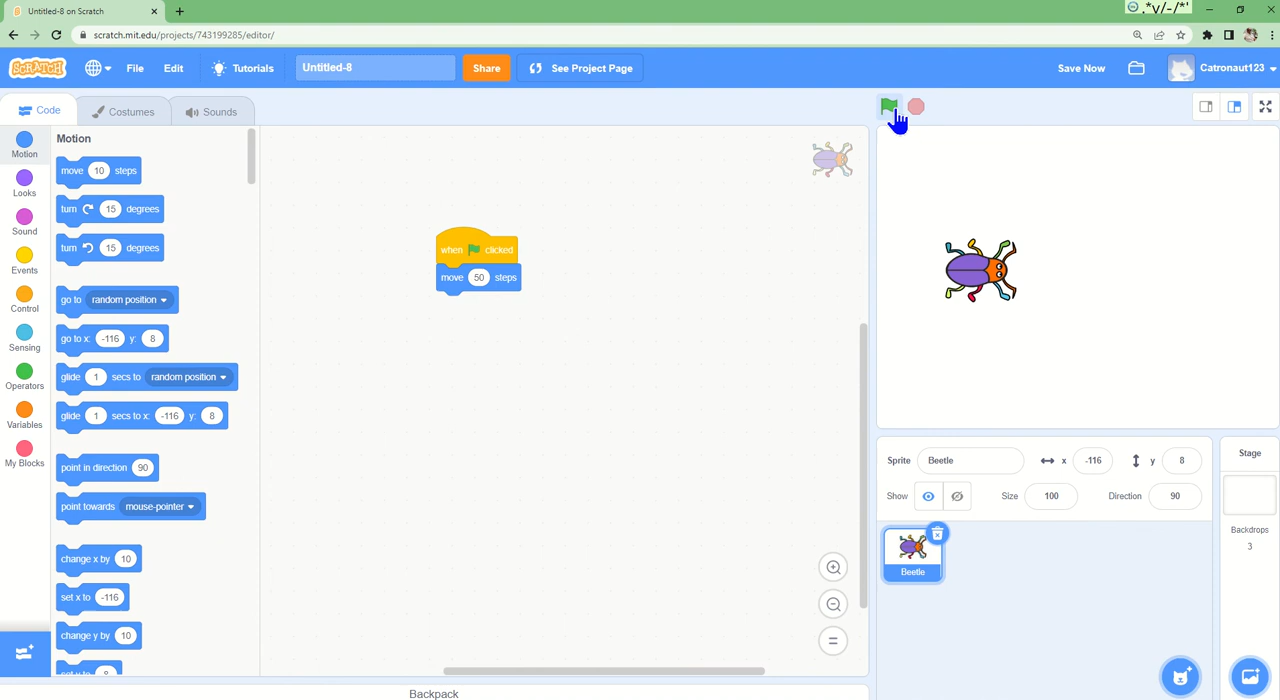 Untitled-8 on Scratch
.*v/-/*'
scratch.mit.edu/projects/743199285/editor/
SCRATCH
File
Edit
Tutorials
Untitled-8
Share
See Project Page
Save Now
Catronaut123
Code
Costumes
Sounds
Motion
Looks
Sound
Events
Control
Sensing
Operators
Variables
My Blocks
Motion
move 10 steps
turn 15 degrees
turn 15 degrees
go to random position
go to x: -116 y: 8
glide 1 secs to random position
glide 1 secs to x: -116 y: 8
point in direction 90
point towards mouse-pointer
change x by 10
set x to -116
change y by 10
when clicked
move 50 steps
Backpack
Sprite Beetle x -116 y 8
Show Size 100 Direction 90
Beetle
Stage
Backdrops
3